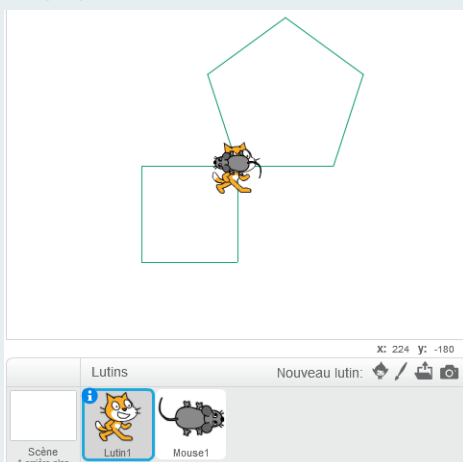 x: 224 y: -180
Lutins
Nouveau lutin:
Scène
Lutin1
Mouse1